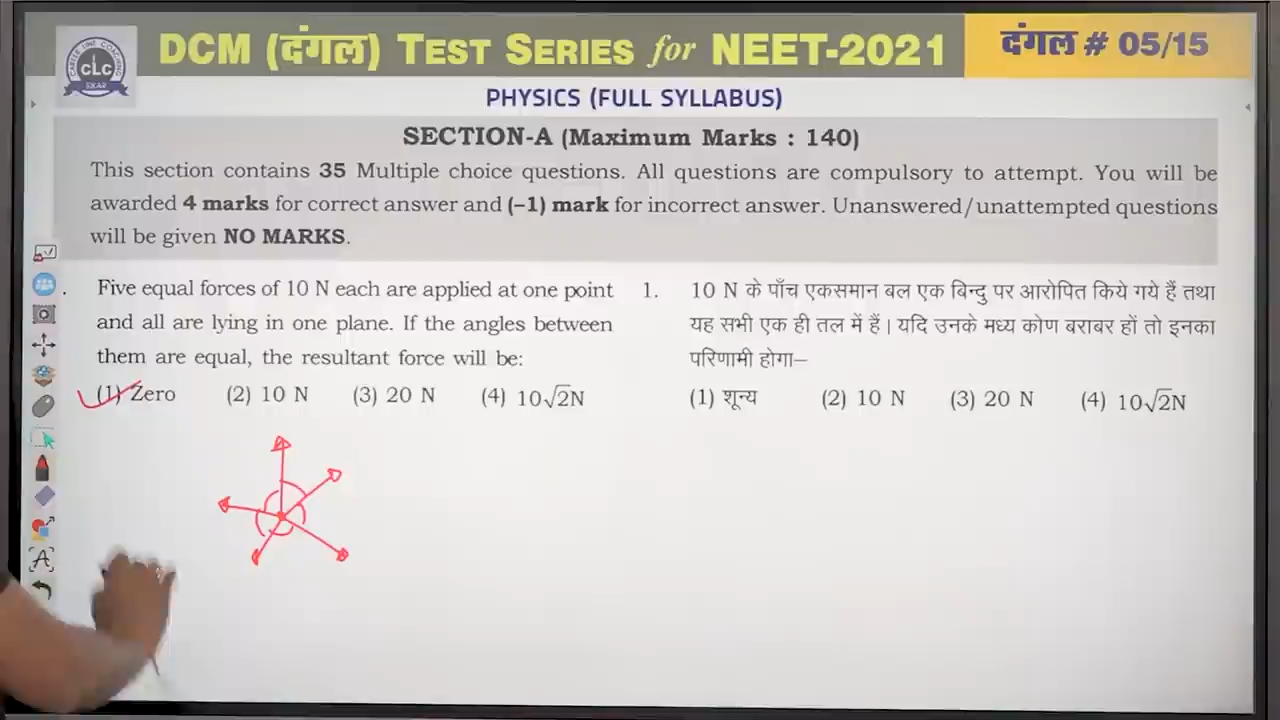 CAREER LINE COACHING
CLC
SIKAR
DCM (दंगल) TEST SERIES for NEET-2021
दंगल # 05/15
PHYSICS (FULL SYLLABUS)
SECTION-A (Maximum Marks : 140)
This section contains 35 Multiple choice questions. All questions are compulsory to attempt. You will be
awarded 4 marks for correct answer and (–1) mark for incorrect answer. Unanswered/unattempted questions
will be given NO MARKS.
. Five equal forces of 10 N each are applied at one point
and all are lying in one plane. If the angles between
them are equal, the resultant force will be:
(1) Zero (2) 10 N (3) 20 N (4) 10√2N
1. 10 N के पाँच एकसमान बल एक बिन्दु पर आरोपित किये गये हैं तथा
यह सभी एक ही तल में हैं। यदि उनके मध्य कोण बराबर हों तो इनका
परिणामी होगा–
(1) शून्य (2) 10 N (3) 20 N (4) 10√2N
A